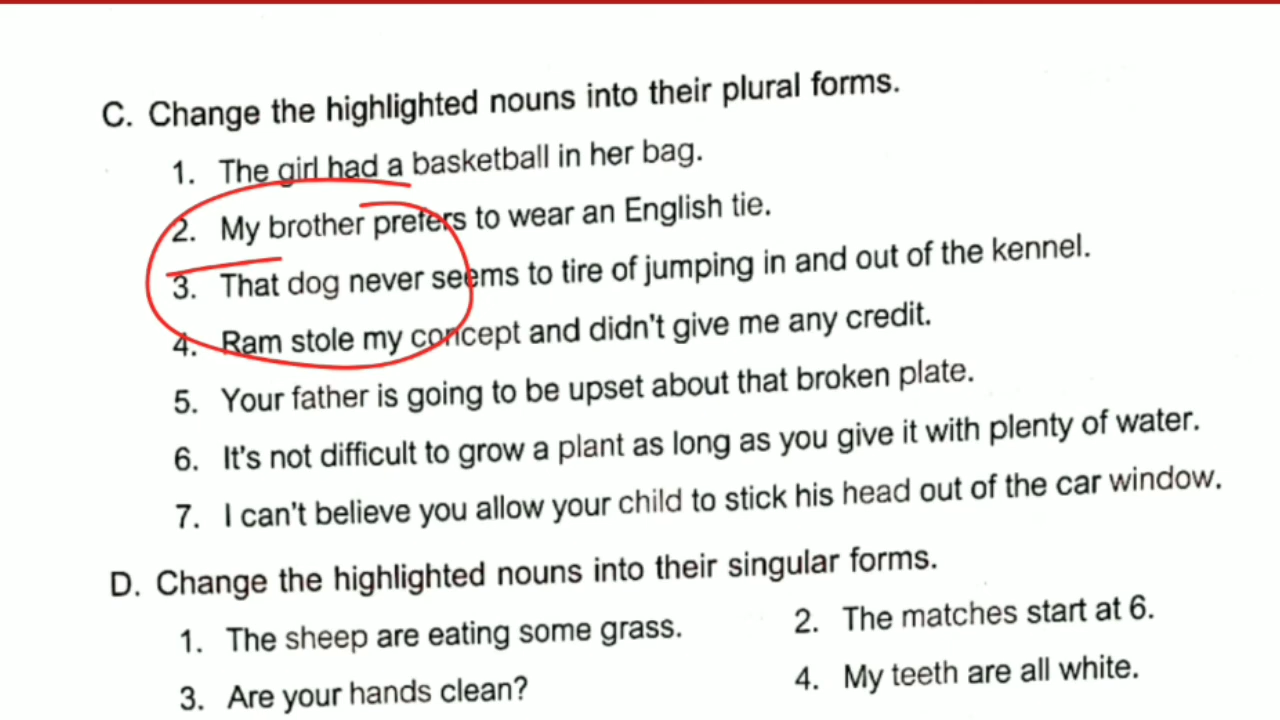 C. Change the highlighted nouns into their plural forms.
1. The girl had a basketball in her bag.
2. My brother prefers to wear an English tie.
3. That dog never seems to tire of jumping in and out of the kennel.
4. Ram stole my concept and didn't give me any credit.
5. Your father is going to be upset about that broken plate.
6. It's not difficult to grow a plant as long as you give it with plenty of water.
7. I can't believe you allow your child to stick his head out of the car window.
D. Change the highlighted nouns into their singular forms.
1. The sheep are eating some grass. 2. The matches start at 6.
3. Are your hands clean? 4. My teeth are all white.